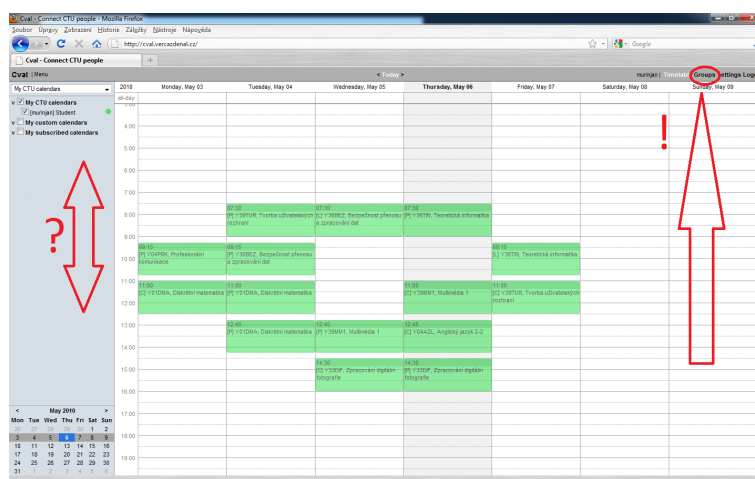 Cval - Connect CTU people - Mozilla Firefox
Soubor Úpravy Zobrazení Historie Záložky Nástroje Nápověda
http://cval.vercazdenal.cz/
Google
Cval - Connect CTU people
Cval | Menu
< Today >
murinjan | Timetable Groups Settings Log
My CTU calendars
2010 Monday, May 03 Tuesday, May 04 Wednesday, May 05 Thursday, May 06 Friday, May 07 Saturday, May 08 Sunday, May 09
all-day
v My CTU calendars
[murinjan] Student
v My custom calendars
v My subscribed calendars
4:00
5:00
6:00
7:00
8:00
9:00
10:00
11:00
12:00
13:00
14:00
15:00
16:00
17:00
18:00
19:00
07:30
[P] Y39TUR, Tvorba uživatelských
rozhraní
07:30
[L] Y36BEZ, Bezpečnost přenosu
a zpracování dat
07:30
[P] Y36TIN, Teoretická informatika
09:15
[P] Y04PRK, Profesionální
komunikace
09:15
[P] Y36BEZ, Bezpečnost přenosu
a zpracování dat
09:15
[L] Y36TIN, Teoretická informatika
11:00
[C] Y01DMA, Diskrétní matematika
11:00
[P] Y01DMA, Diskrétní matematika
11:00
[C] Y39MM1, Multimédia 1
11:00
[C] Y39TUR, Tvorba uživatelských
rozhraní
12:45
[P] Y01DMA, Diskrétní matematika
12:45
[P] Y39MM1, Multimédia 1
12:45
[C] Y04A2L, Anglický jazyk 2-2
14:30
[C] Y33DIF, Zpracování digitální
fotografie
14:30
[P] Y33DIF, Zpracování digitální
fotografie
?
!
< May 2010 >
Mon Tue Wed Thu Fri Sat Sun
26 27 28 29 30 1 2
3 4 5 6 7 8 9
10 11 12 13 14 15 16
17 18 19 20 21 22 23
24 25 26 27 28 29 30
31 1 2 3 4 5 6